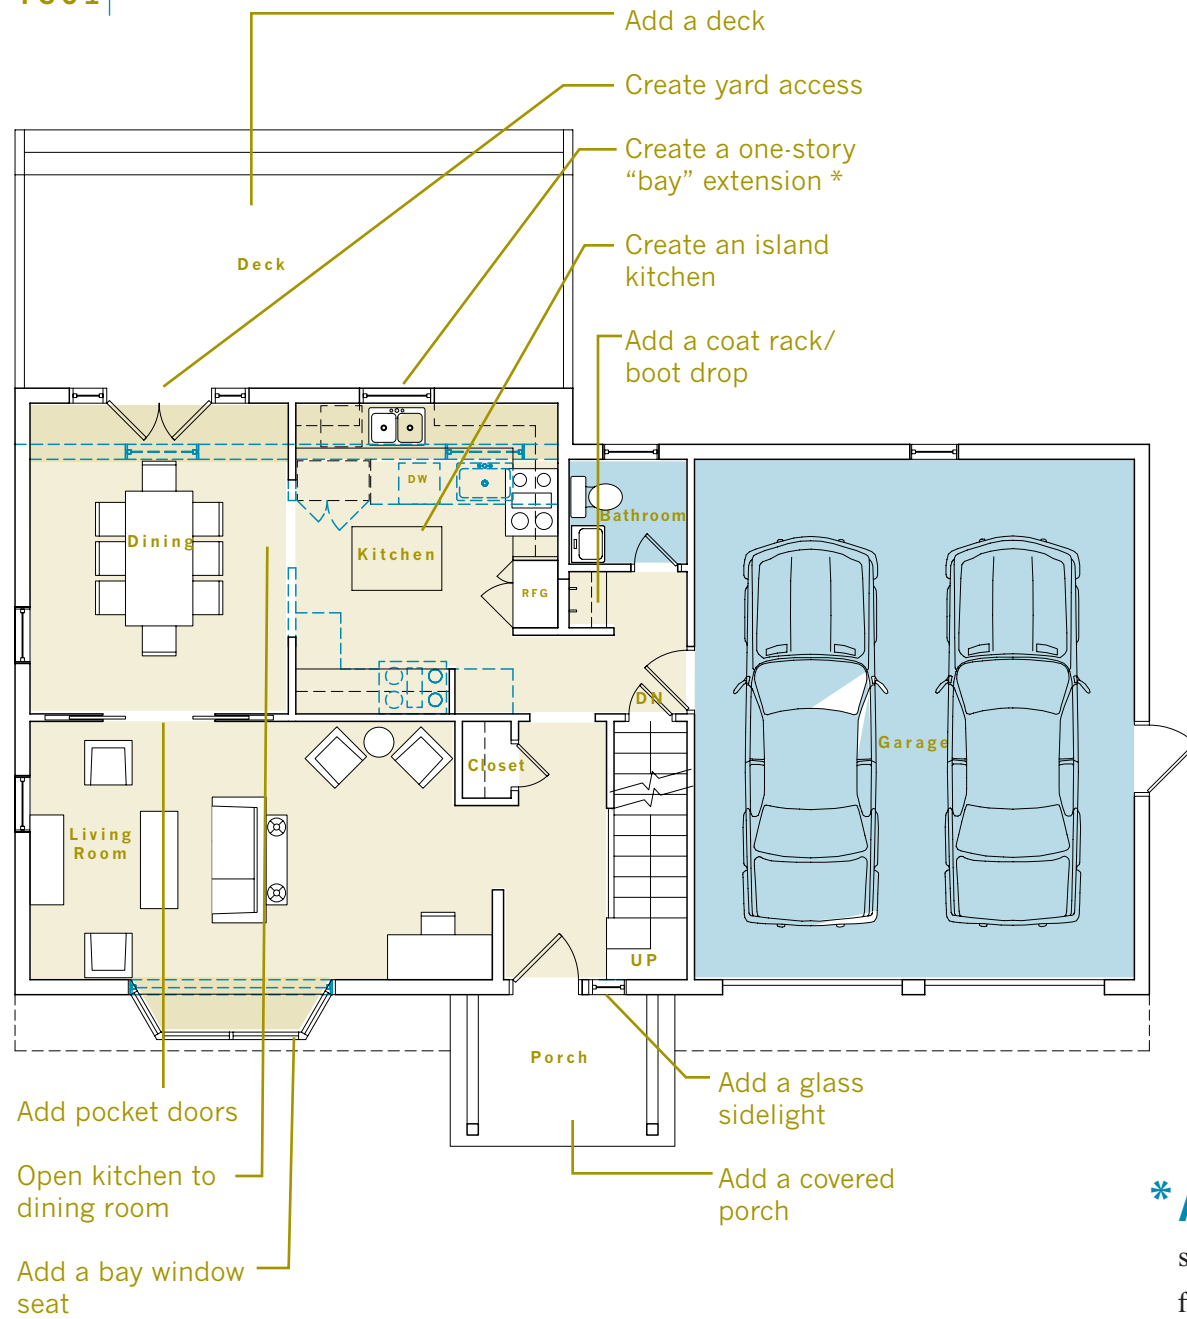 Add a deck
Create yard access
Create a one-story
“bay” extension *
Create an island
kitchen
Add a coat rack/
boot drop
Deck
DW
Bathroom
Dining
Kitchen
RFG
DN
Garage
Closet
Living
Room
UP
Porch
Add a glass
sidelight
Add a covered
porch
Add pocket doors
Open kitchen to
dining room
Add a bay window
seat
*
s
f